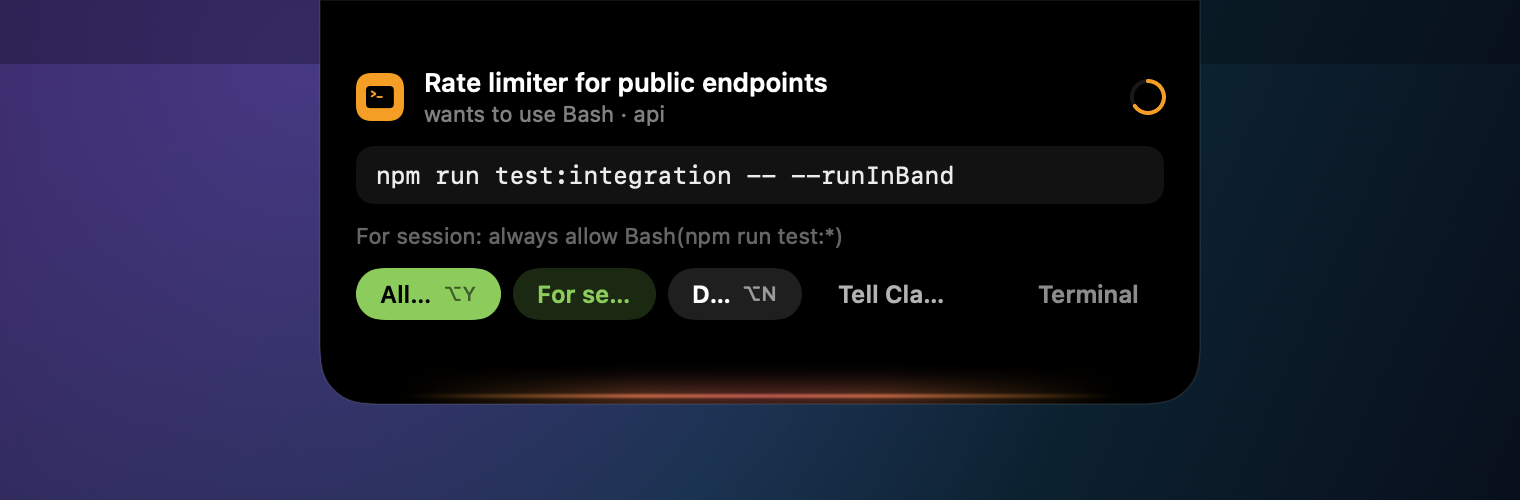 Rate limiter for public endpoints
wants to use Bash · api
npm run test:integration -- --runInBand
For session: always allow Bash(npm run test:*)
All... ⌥Y For se... D... ⌥N Tell Cla... Terminal